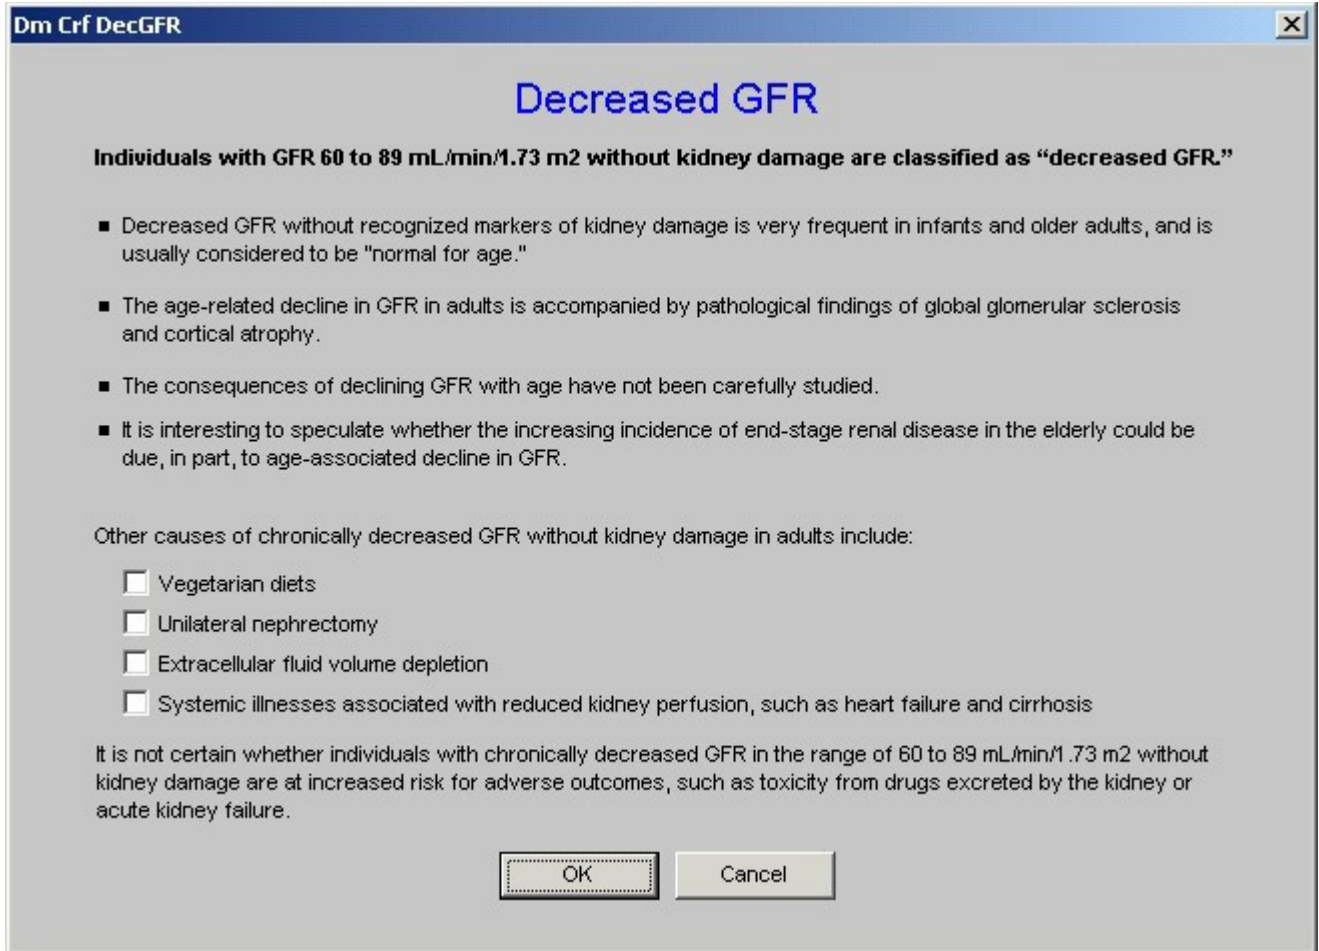 Dm Crf DecGFR
Decreased GFR
Individuals with GFR 60 to 89 mL/min/1.73 m2 without kidney damage are classified as “decreased GFR.”
Decreased GFR without recognized markers of kidney damage is very frequent in infants and older adults, and is
usually considered to be "normal for age."
The age-related decline in GFR in adults is accompanied by pathological findings of global glomerular sclerosis
and cortical atrophy.
The consequences of declining GFR with age have not been carefully studied.
It is interesting to speculate whether the increasing incidence of end-stage renal disease in the elderly could be
due, in part, to age-associated decline in GFR.
Other causes of chronically decreased GFR without kidney damage in adults include:
Vegetarian diets
Unilateral nephrectomy
Extracellular fluid volume depletion
Systemic illnesses associated with reduced kidney perfusion, such as heart failure and cirrhosis
It is not certain whether individuals with chronically decreased GFR in the range of 60 to 89 mL/min/1.73 m2 without
kidney damage are at increased risk for adverse outcomes, such as toxicity from drugs excreted by the kidney or
acute kidney failure.
OK
Cancel